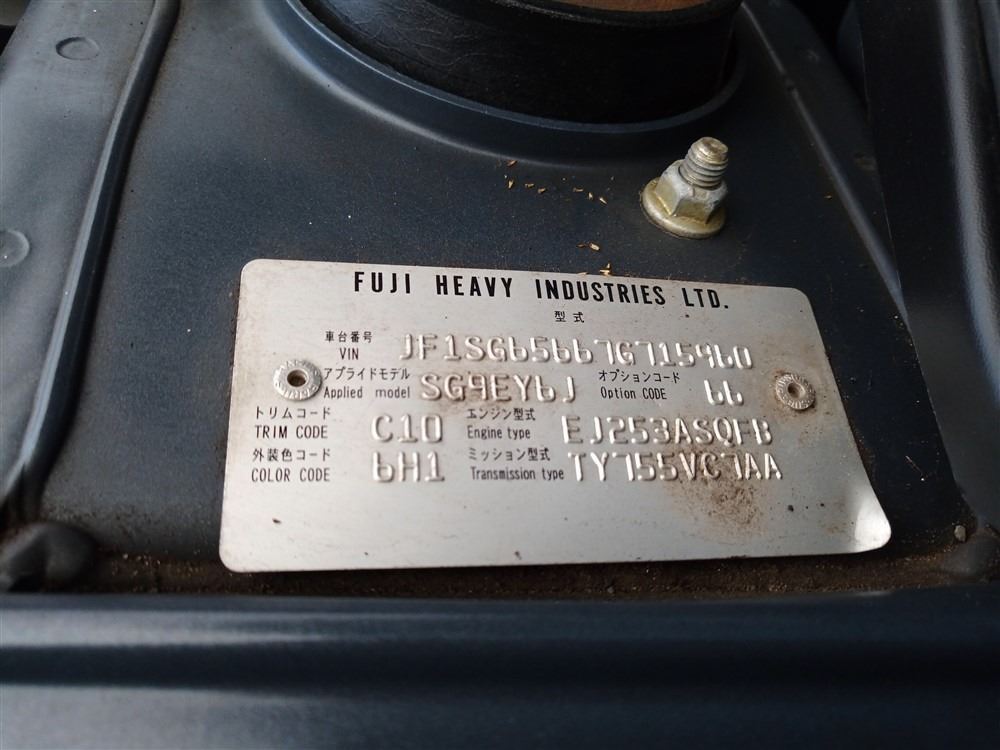 FUJI HEAVY INDUSTRIES LTD.
型式
車台番号
VIN JF1SG65667G715960
アプライドモデル オプションコード
Applied model SG9EY6J Option CODE 66
トリムコード エンジン型式
TRIM CODE C10 Engine type EJ253ASQFB
外装色コード ミッション型式
COLOR CODE 6H1 Transmission type TY755VC7AA